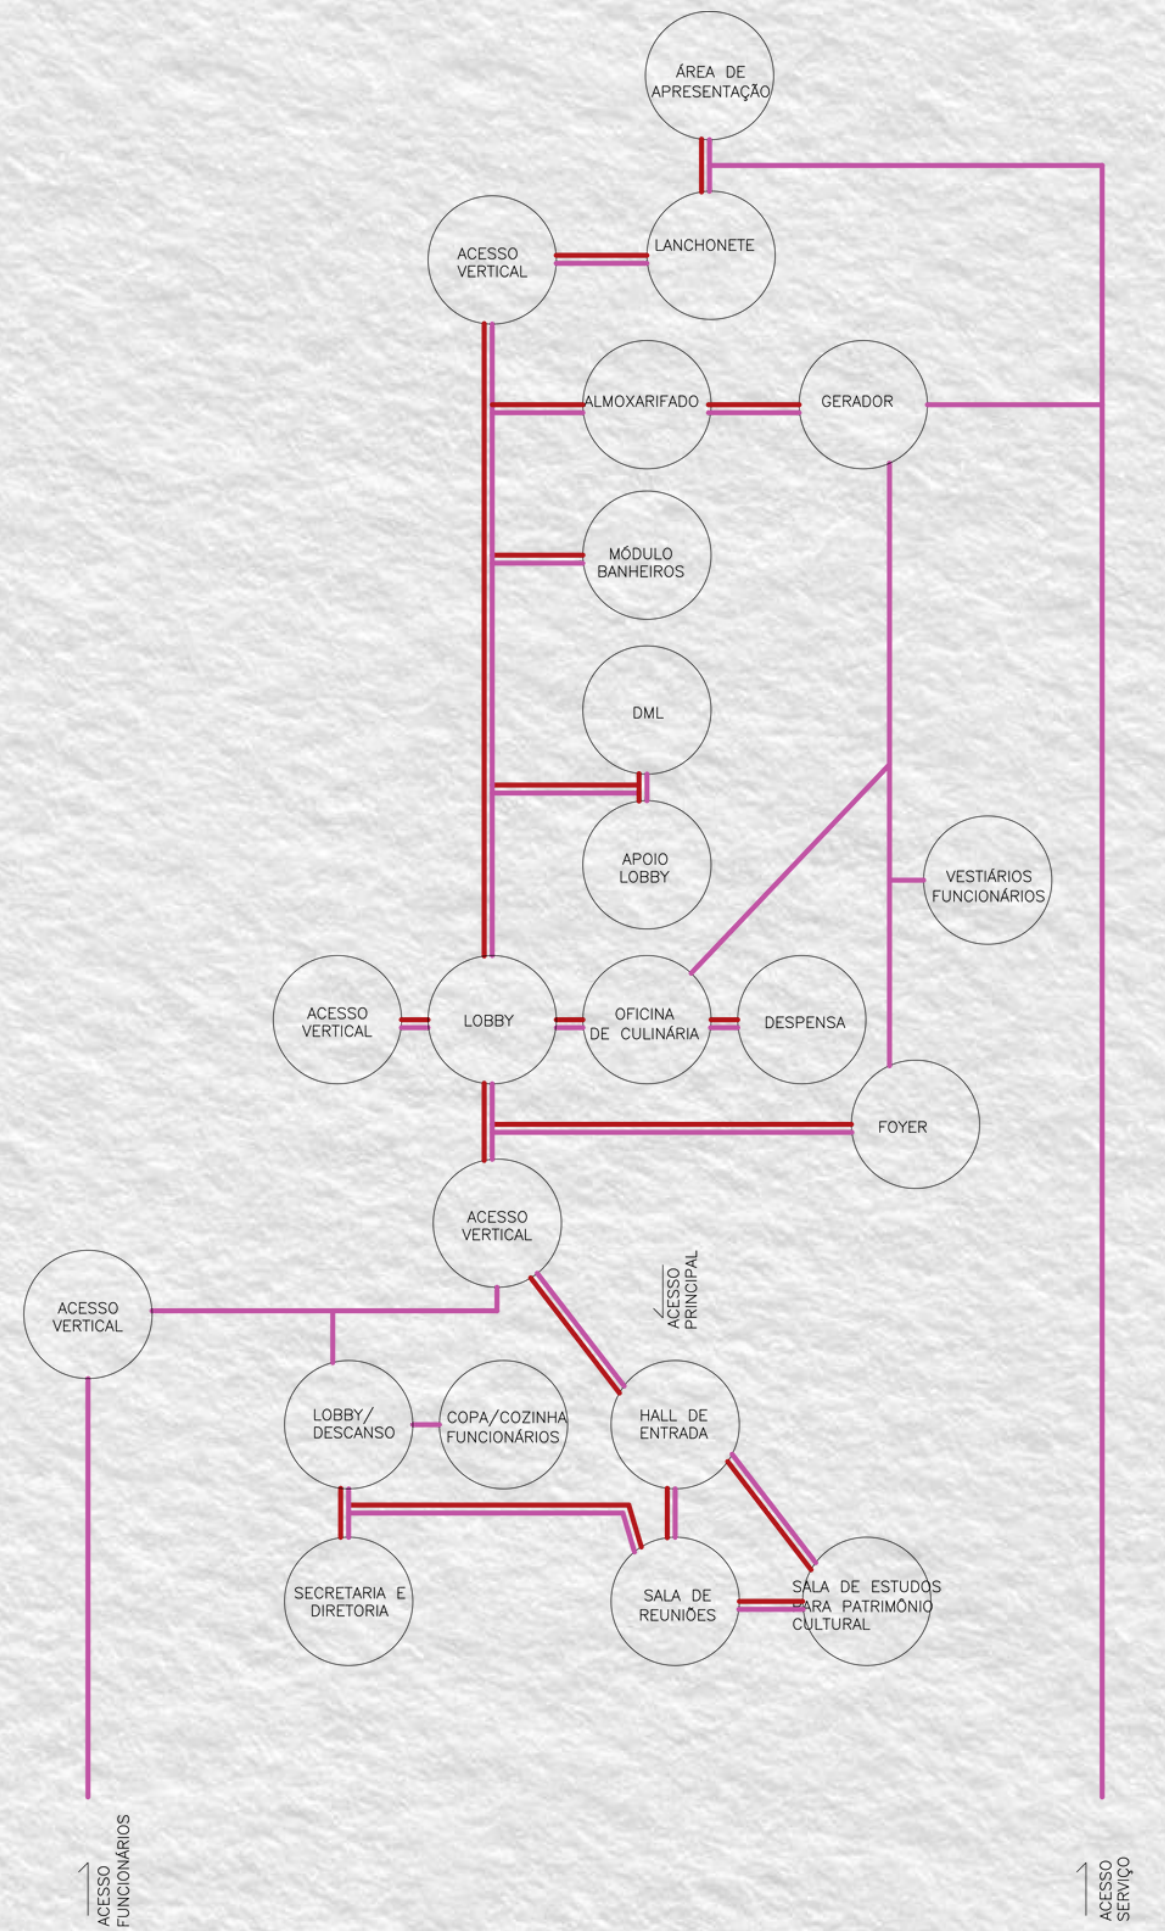 ÁREA DE
APRESENTAÇÃO
LANCHONETE
ACESSO
VERTICAL
ALMOXARIFADO
GERADOR
MÓDULO
BANHEIROS
DML
APOIO
LOBBY
VESTIÁRIOS
FUNCIONÁRIOS
ACESSO
VERTICAL
LOBBY
OFICINA
DE CULINÁRIA
DESPENSA
FOYER
ACESSO
VERTICAL
ACESSO
PRINCIPAL
ACESSO
VERTICAL
LOBBY/
DESCANSO
COPA/COZINHA
FUNCIONÁRIOS
HALL DE
ENTRADA
SECRETARIA E
DIRETORIA
SALA DE
REUNIÕES
SALA DE ESTUDOS
PARA PATRIMÔNIO
CULTURAL
ACESSO
FUNCIONÁRIOS
ACESSO
SERVIÇO